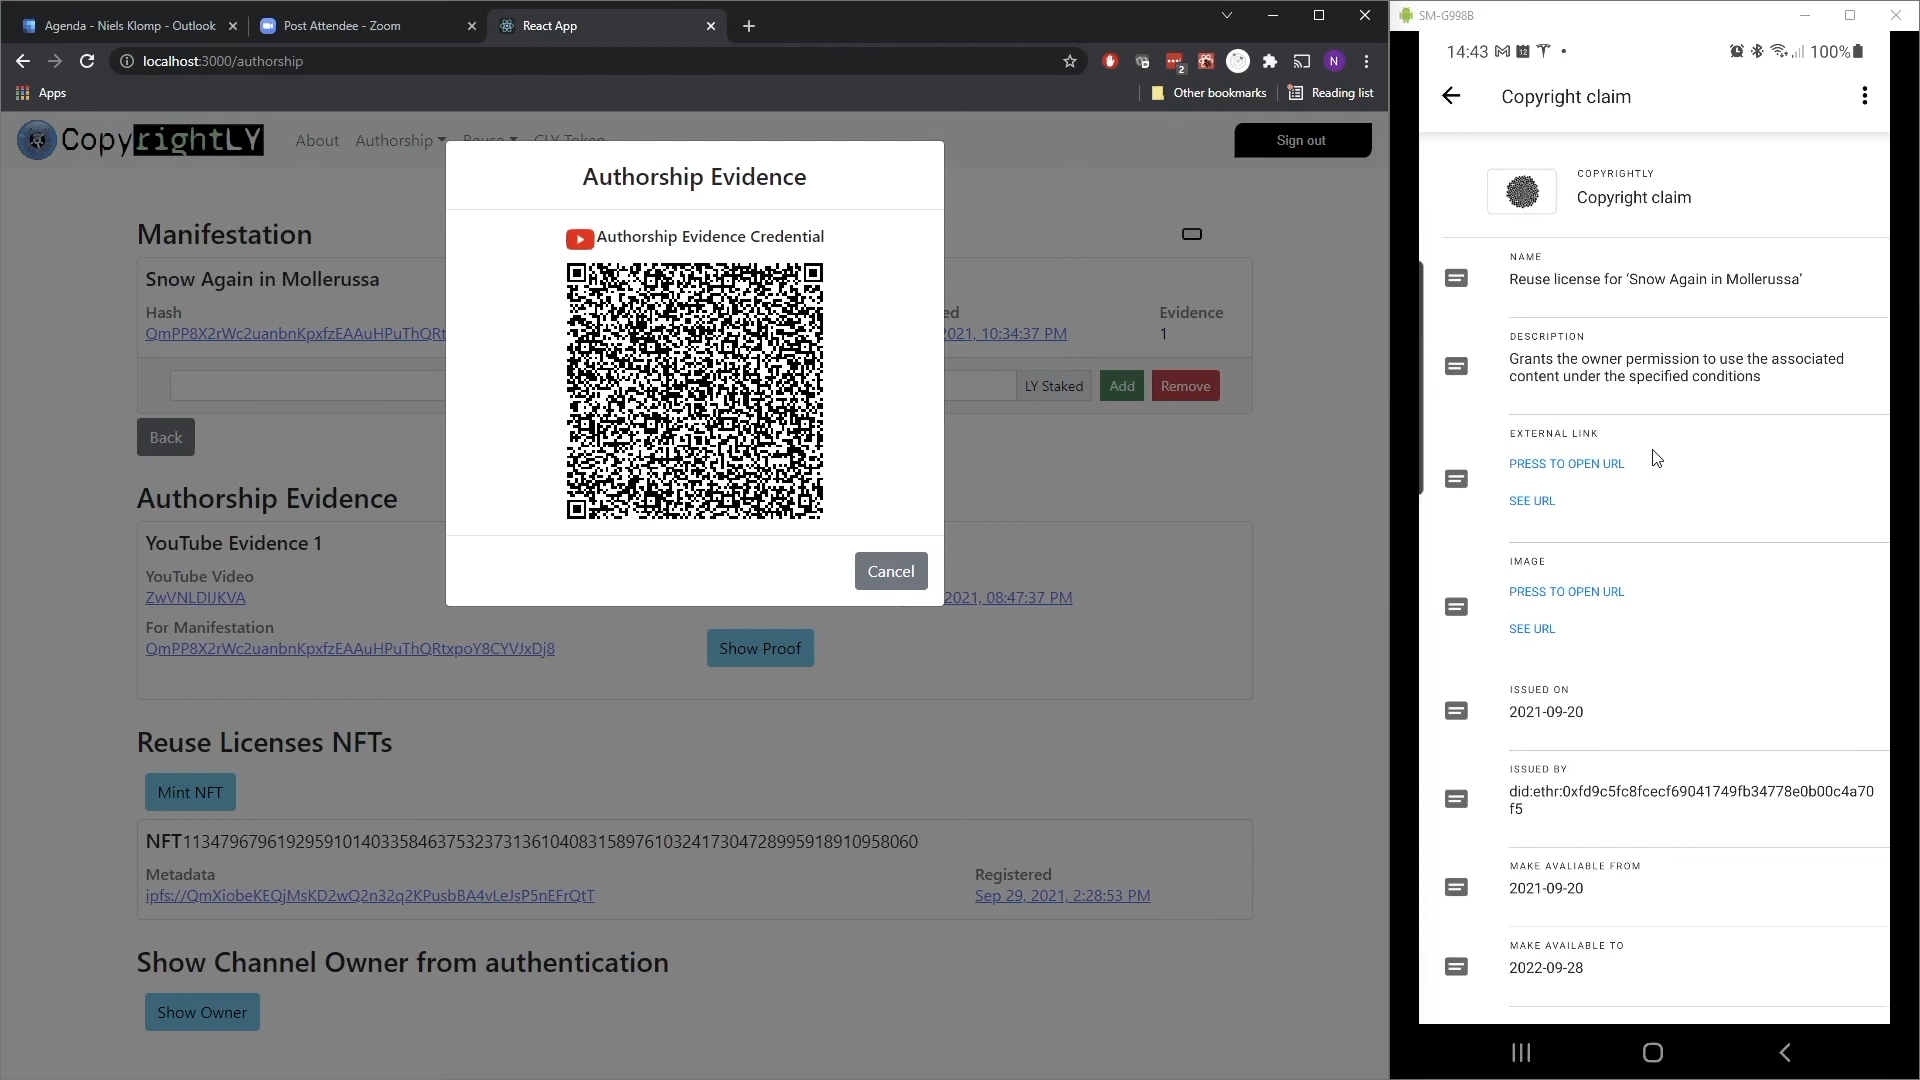 Agenda - Niels Klomp - Outlook
Post Attendee - Zoom
React App
localhost:3000/authorship
2
N
Apps
Other bookmarks
Reading list
CopyrightLY
About
Authorship
Reuse
CLY Token
Sign out
Manifestation
Snow Again in Mollerussa
Hash
Evidence
QmPP8X2rWc2uanbnKpxfzEAAuHPuThQRt
2021, 10:34:37 PM
1
LY Staked
Add
Remove
Back
Authorship Evidence
YouTube Evidence 1
YouTube Video
ZwVNLDIJKVA
2021, 08:47:37 PM
For Manifestation
QmPP8X2rWc2uanbnKpxfzEAAuHPuThQRtxpoY8CYVJxDj8
Show Proof
Reuse Licenses NFTs
Mint NFT
NFT113479679619295910140335846375323731361040831589761032417304728995918910958060
Metadata
Registered
ipfs://QmXiobeKEQjMsKD2wQ2n32q2KPusbBA4vLeJsP5nEFrQtT
Sep 29, 2021, 2:28:53 PM
Show Channel Owner from authentication
Show Owner
Authorship Evidence
Authorship Evidence Credential
Cancel
SM-G998B
14:43
12
100%
Copyright claim
COPYRIGHTLY
Copyright claim
NAME
Reuse license for ‘Snow Again in Mollerussa’
DESCRIPTION
Grants the owner permission to use the associated
content under the specified conditions
EXTERNAL LINK
PRESS TO OPEN URL
SEE URL
IMAGE
PRESS TO OPEN URL
SEE URL
ISSUED ON
2021-09-20
ISSUED BY
did:ethr:0xfd9c5fc8fcecf69041749fb34778e0b00c4a70
f5
MAKE AVALIABLE FROM
2021-09-20
MAKE AVAILABLE TO
2022-09-28